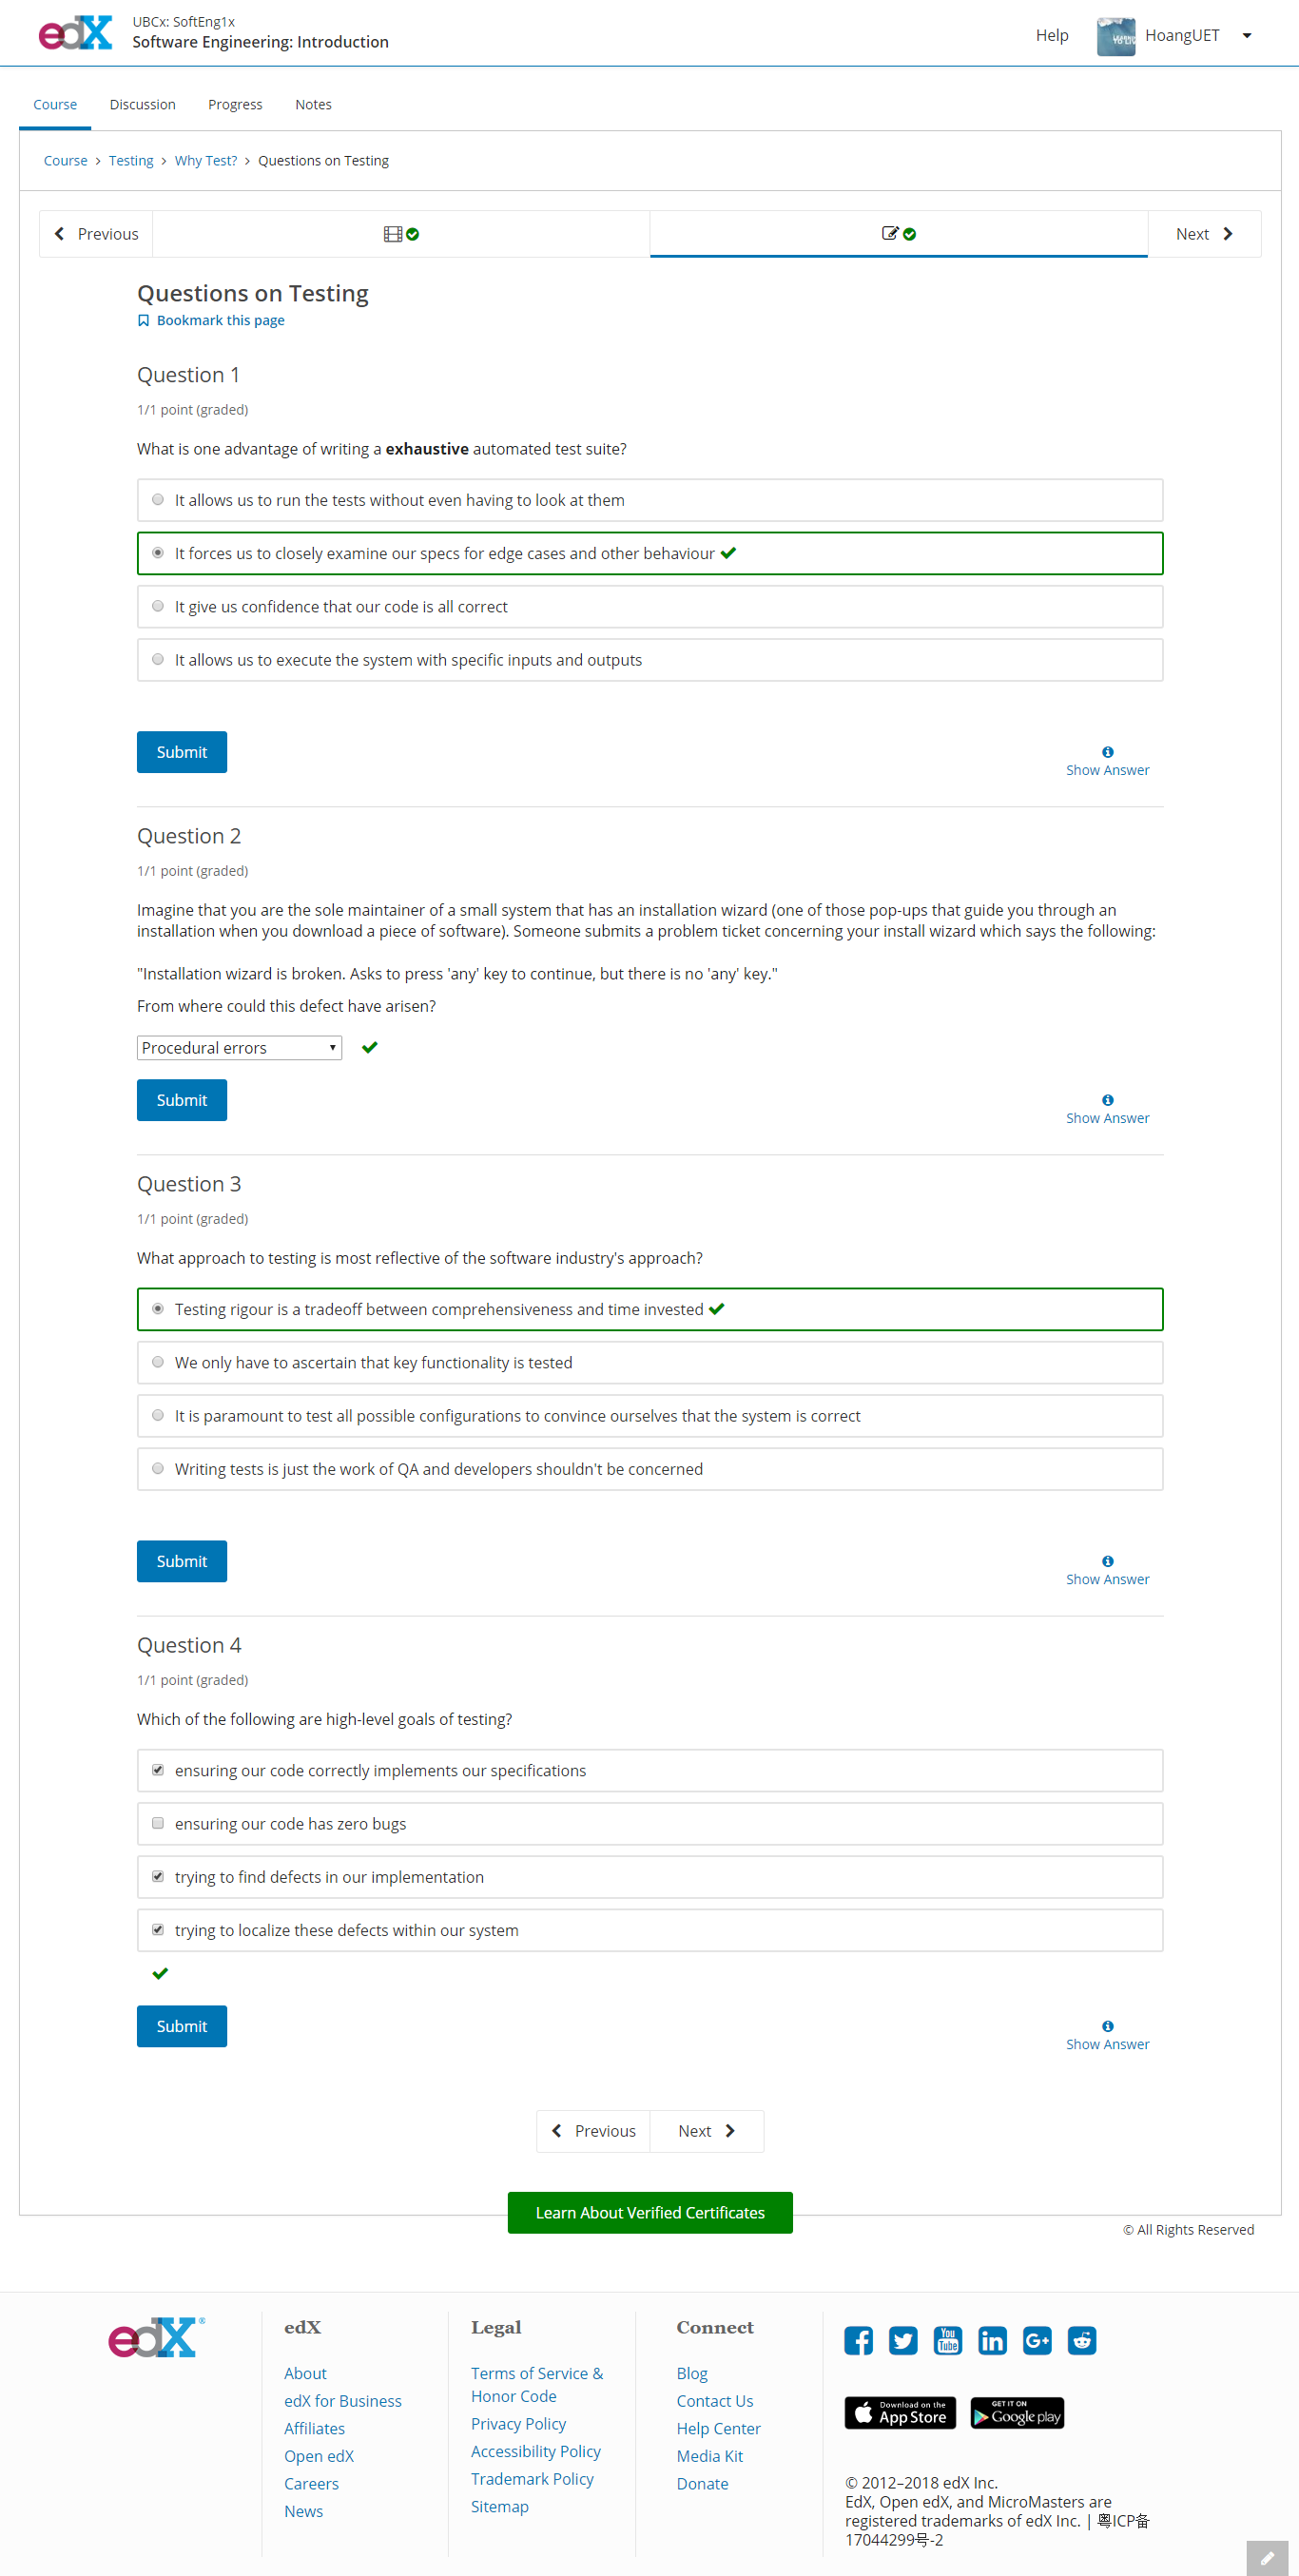 edX
UBCx: SoftEng1x
Software Engineering: Introduction
Help
HoangUET
Course
Discussion
Progress
Notes
Course > Testing > Why Test? > Questions on Testing
Previous
Next
Questions on Testing
Bookmark this page
Question 1
1/1 point (graded)
What is one advantage of writing a exhaustive automated test suite?
It allows us to run the tests without even having to look at them
It forces us to closely examine our specs for edge cases and other behaviour
It give us confidence that our code is all correct
It allows us to execute the system with specific inputs and outputs
Submit
Show Answer
Question 2
1/1 point (graded)
Imagine that you are the sole maintainer of a small system that has an installation wizard (one of those pop-ups that guide you through an
installation when you download a piece of software). Someone submits a problem ticket concerning your install wizard which says the following:
"Installation wizard is broken. Asks to press 'any' key to continue, but there is no 'any' key."
From where could this defect have arisen?
Procedural errors
Submit
Show Answer
Question 3
1/1 point (graded)
What approach to testing is most reflective of the software industry's approach?
Testing rigour is a tradeoff between comprehensiveness and time invested
We only have to ascertain that key functionality is tested
It is paramount to test all possible configurations to convince ourselves that the system is correct
Writing tests is just the work of QA and developers shouldn't be concerned
Submit
Show Answer
Question 4
1/1 point (graded)
Which of the following are high-level goals of testing?
ensuring our code correctly implements our specifications
ensuring our code has zero bugs
trying to find defects in our implementation
trying to localize these defects within our system
Submit
Show Answer
Previous
Next
Learn About Verified Certificates
© All Rights Reserved
edX®
edX
About
edX for Business
Affiliates
Open edX
Careers
News
Legal
Terms of Service &
Honor Code
Privacy Policy
Accessibility Policy
Trademark Policy
Sitemap
Connect
Blog
Contact Us
Help Center
Media Kit
Donate
You
Tube
in
G+
Download on the
App Store
GET IT ON
Google play
© 2012–2018 edX Inc.
EdX, Open edX, and MicroMasters are
registered trademarks of edX Inc. | 粤ICP备
17044299号-2